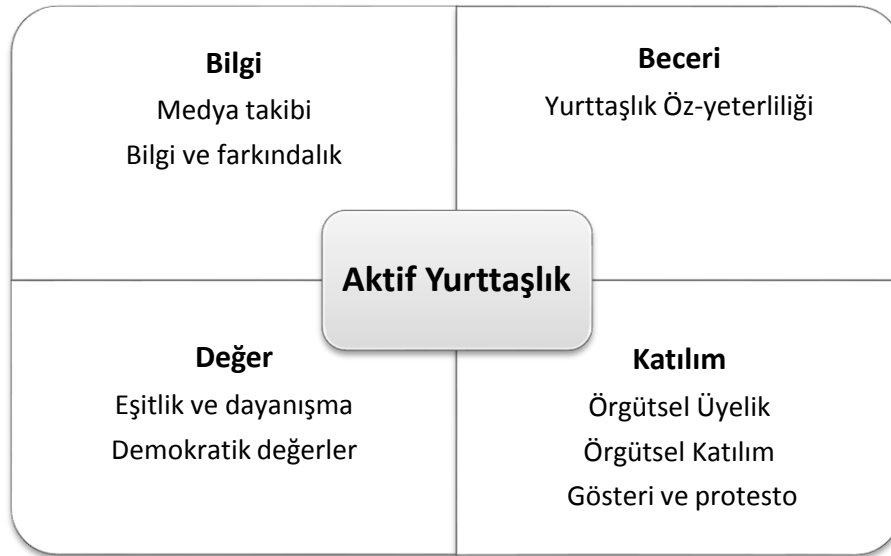 Bilgi
Medya takibi
Bilgi ve farkındalık
Beceri
Yurttaşlık Öz-yeterliliği
Aktif Yurttaşlık
Değer
Eşitlik ve dayanışma
Demokratik değerler
Katılım
Örgütsel Üyelik
Örgütsel Katılım
Gösteri ve protesto